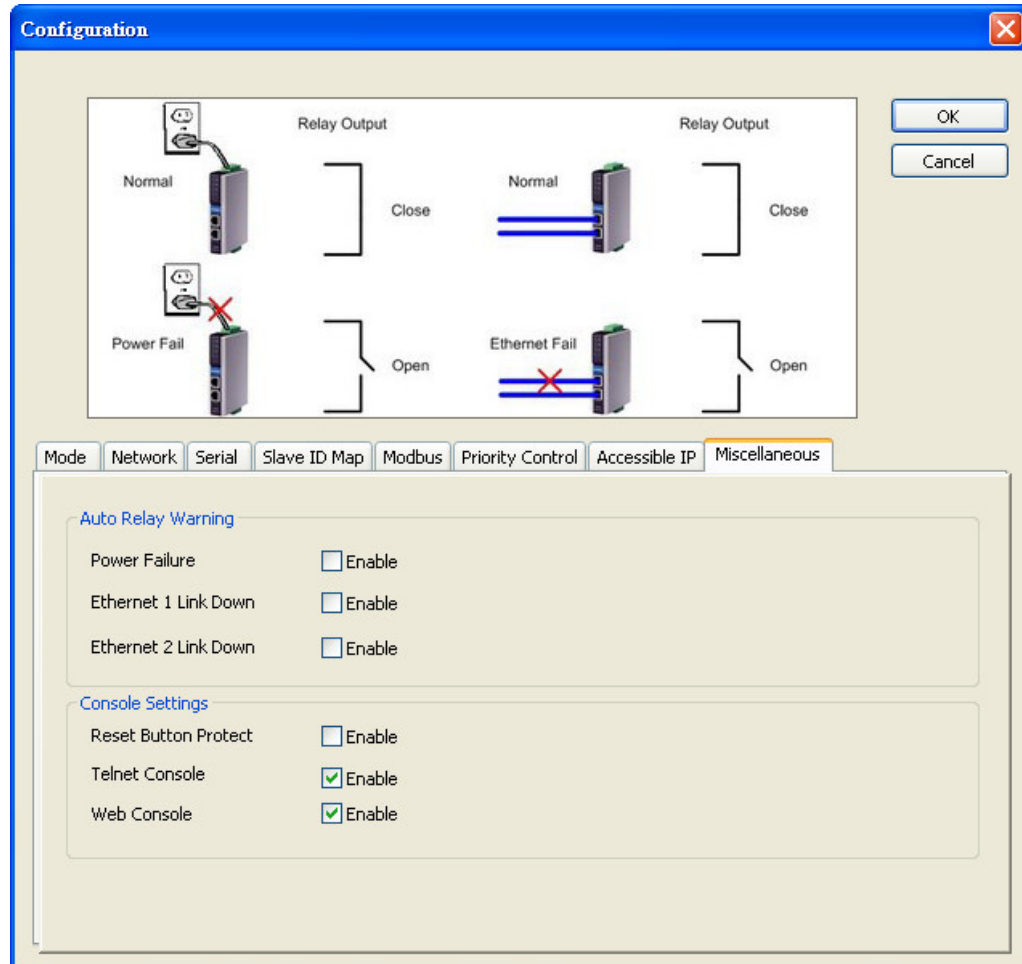 Configuration
OK
Cancel
Relay Output
Relay Output
Normal
Close
Normal
Close
Power Fail
Open
Ethernet Fail
Open
Mode
Network
Serial
Slave ID Map
Modbus
Priority Control
Accessible IP
Miscellaneous
Auto Relay Warning
Power Failure
Enable
Ethernet 1 Link Down
Enable
Ethernet 2 Link Down
Enable
Console Settings
Reset Button Protect
Enable
Telnet Console
Enable
Web Console
Enable